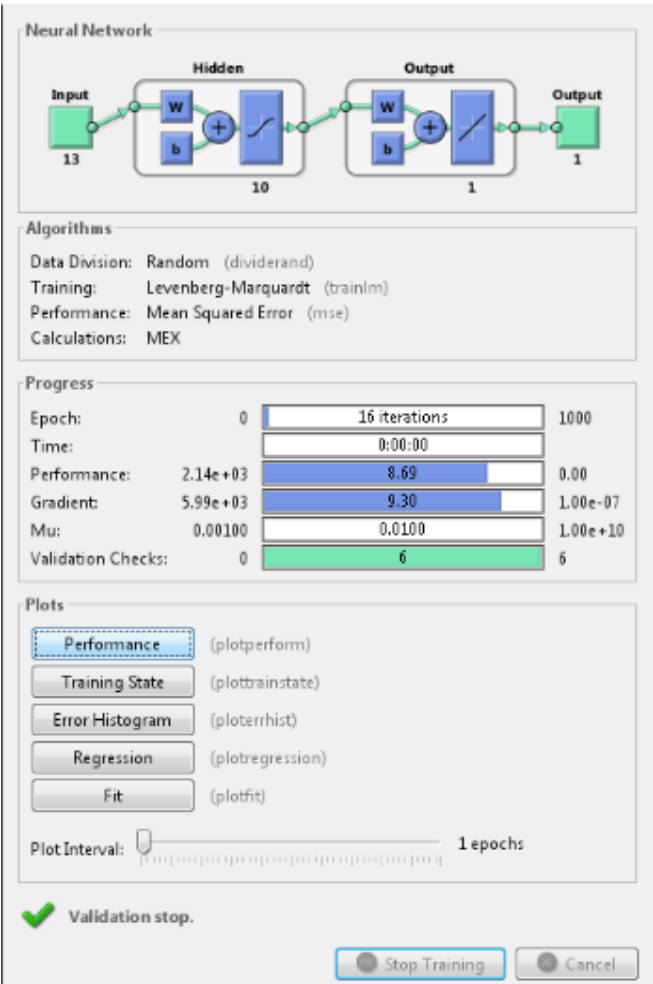 Neural Network
Hidden
Output
Input
Output
W
b
+
W
b
+
13
10
1
1
Algorithms
Data Division: Random (dividerand)
Training: Levenberg-Marquardt (trainlm)
Performance: Mean Squared Error (mse)
Calculations: MEX
Progress
Epoch: 0 16 iterations 1000
Time: 0:00:00
Performance: 2.14e+03 8.69 0.00
Gradient: 5.99e+03 9.30 1.00e-07
Mu: 0.00100 0.0100 1.00e+10
Validation Checks: 0 6 6
Plots
Performance (plotperform)
Training State (plottrainstate)
Error Histogram (ploterrhist)
Regression (plotregression)
Fit (plotfit)
Plot Interval: 1 epochs
Validation stop.
Stop Training Cancel